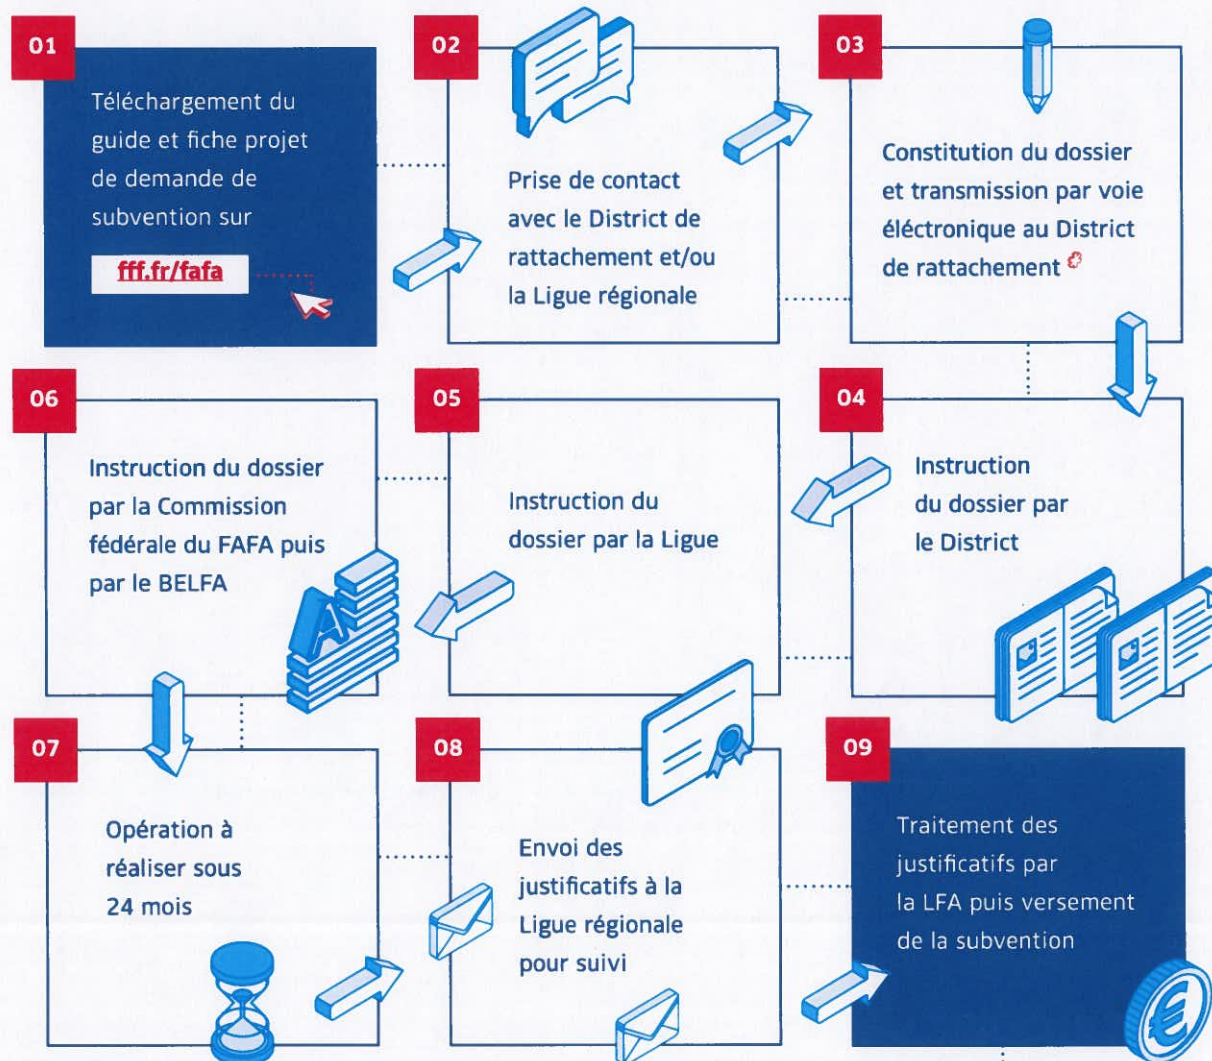 01
Téléchargement du
guide et fiche projet
de demande de
subvention sur
fff.fr/fafa
02
Prise de contact
avec le District de
rattachement et/ou
la Ligue régionale
03
Constitution du dossier
et transmission par voie
éléctronique au District
de rattachement
04
Instruction
du dossier par
le District
05
Instruction du
dossier par la Ligue
06
Instruction du dossier
par la Commission
fédérale du FAFA puis
par le BELFA
A
07
Opération à
réaliser sous
24 mois
08
Envoi des
justificatifs à la
Ligue régionale
pour suivi
09
Traitement des
justificatifs par
la LFA puis versement
de la subvention
€